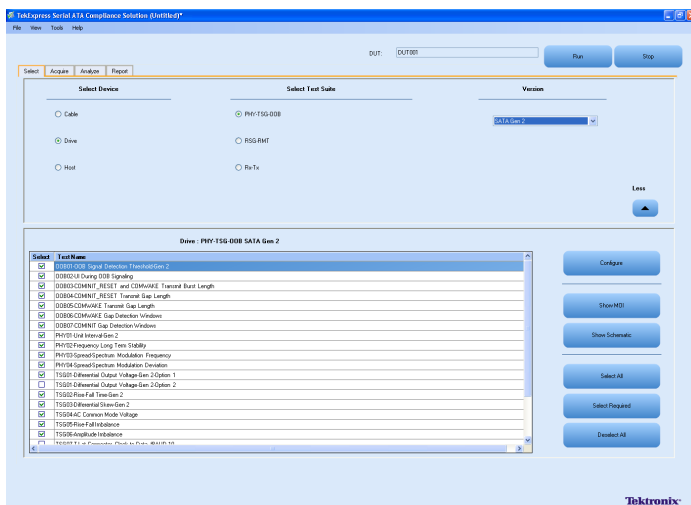 TekExpress Serial ATA Compliance Solution (Untitled)*
File View Tools Help
DUT: DUT001
Run
Stop
Select Acquire Analyze Report
Select Device
Select Test Suite
Version
Cable
PHY-TSG-OOB
SATA Gen 2
Drive
RSG-RMT
Host
Rx-Tx
Less
Drive : PHY-TSG-OOB SATA Gen 2
Select Test Name
OOB01-OOB Signal Detection Threshold-Gen 2
OOB02-UI During OOB Signaling
OOB03-COMINIT_RESET and COMWAKE Transmit Burst Length
OOB04-COMINIT_RESET Transmit Gap Length
OOB05-COMWAKE Transmit Gap Length
OOB06-COMWAKE Gap Detection Windows
OOB07-COMINIT Gap Detection Windows
PHY01-Unit Interval-Gen 2
PHY02-Frequency Long Term Stability
PHY03-Spread-Spectrum Modulation Frequency
PHY04-Spread-Spectrum Modulation Deviation
TSG01-Differential Output Voltage-Gen 2-Option 1
TSG01-Differential Output Voltage-Gen 2-Option 2
TSG02-Rise-Fall Time-Gen 2
TSG03-Differential Skew-Gen 2
TSG04-AC Common Mode Voltage
TSG05-Rise-Fall Imbalance
TSG06-Amplitude Imbalance
Configure
Show MOI
Show Schematic
Select All
Select Required
Deselect All
Tektronix